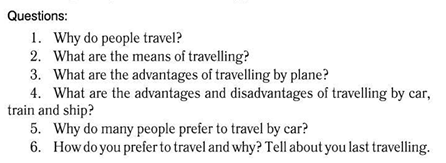 Questions:
1. Why do people travel?
2. What are the means of travelling?
3. What are the advantages of travelling by plane?
4. What are the advantages and disadvantages of travelling by car,
train and ship?
5. Why do many people prefer to travel by car?
6. How do you prefer to travel and why? Tell about you last travelling.